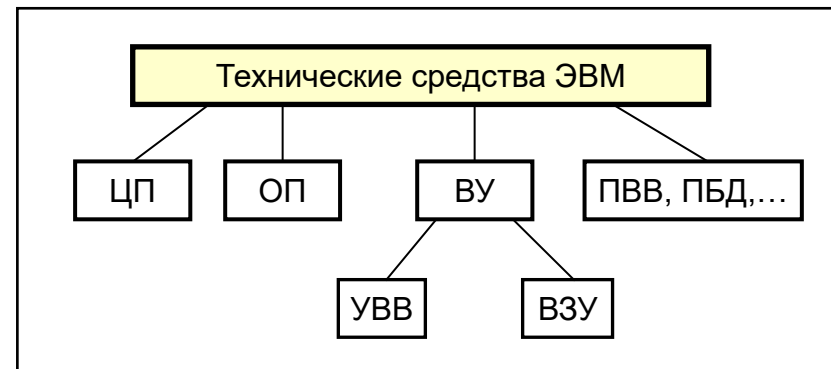 Технические средства ЭВМ
ЦП
ОП
ВУ
ПВВ, ПБД,…
УВВ
ВЗУ